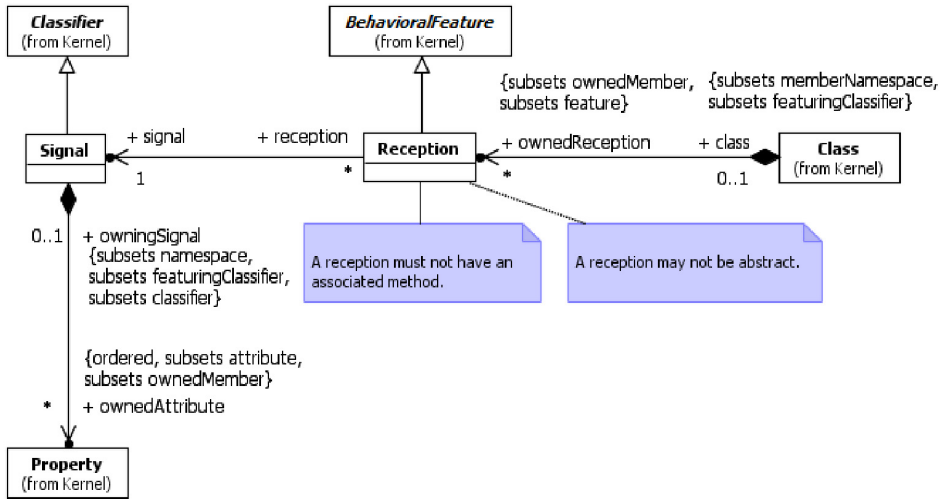 Classifier
(from Kernel)
BehavioralFeature
(from Kernel)
{subsets ownedMember,
subsets feature}
{subsets memberNamespace,
subsets featuringClassifier}
Signal
+ signal
1
+ reception
*
Reception
+ ownedReception
*
+ class
0..1
Class
(from Kernel)
0..1
+ owningSignal
{subsets namespace,
subsets featuringClassifier,
subsets classifier}
A reception must not have an
associated method.
A reception may not be abstract.
{ordered, subsets attribute,
subsets ownedMember}
*
+ ownedAttribute
Property
(from Kernel)